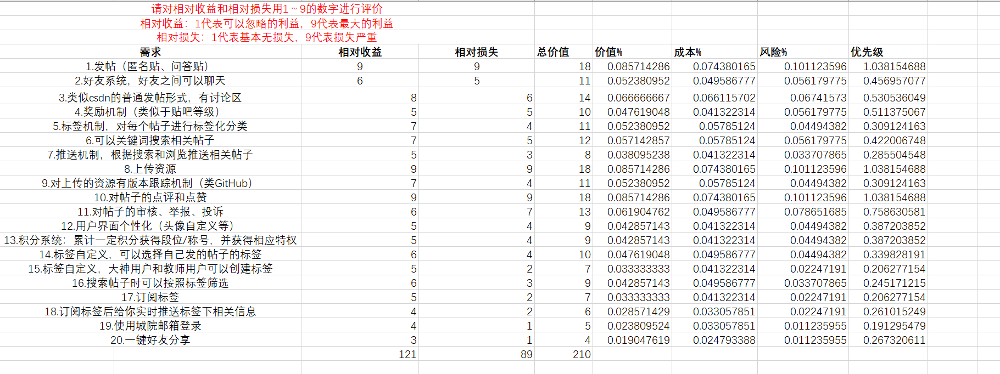 请对相对收益和相对损失用1~9的数字进行评价
相对收益：1代表可以忽略的利益，9代表最大的利益
相对损失：1代表基本无损失，9代表损失严重
需求 相对收益 相对损失 总价值 价值% 成本% 风险% 优先级
1.发帖（匿名贴、问答贴） 9 9 18 0.085714286 0.074380165 0.101123596 1.038154688
2.好友系统，好友之间可以聊天 6 5 11 0.052380952 0.049586777 0.056179775 0.456957077
3.类似csdn的普通发帖形式，有讨论区 8 6 14 0.066666667 0.066115702 0.06741573 0.530536049
4.奖励机制（类似于贴吧等级） 5 5 10 0.047619048 0.041322314 0.056179775 0.511375067
5.标签机制，对每个帖子进行标签化分类 7 4 11 0.052380952 0.05785124 0.04494382 0.309124163
6.可以关键词搜索相关帖子 7 5 12 0.057142857 0.05785124 0.056179775 0.422006748
7.推送机制，根据搜索和浏览推送相关帖子 5 3 8 0.038095238 0.041322314 0.033707865 0.285504548
8.上传资源 9 9 18 0.085714286 0.074380165 0.101123596 1.038154688
9.对上传的资源有版本跟踪机制（类GitHub） 7 4 11 0.052380952 0.05785124 0.04494382 0.309124163
10.对帖子的点评和点赞 9 9 18 0.085714286 0.074380165 0.101123596 1.038154688
11.对帖子的审核、举报、投诉 6 7 13 0.061904762 0.049586777 0.078651685 0.758630581
12.用户界面个性化（头像自定义等） 5 4 9 0.042857143 0.041322314 0.04494382 0.387203852
13.积分系统：累计一定积分获得段位/称号，并获得相应特权 5 4 9 0.042857143 0.041322314 0.04494382 0.387203852
14.标签自定义，可以选择自己发的帖子的标签 6 4 10 0.047619048 0.049586777 0.04494382 0.339828191
15.标签自定义，大神用户和教师用户可以创建标签 5 2 7 0.033333333 0.041322314 0.02247191 0.206277154
16.搜索帖子时可以按照标签筛选 6 3 9 0.042857143 0.049586777 0.033707865 0.245171215
17.订阅标签 5 2 7 0.033333333 0.041322314 0.02247191 0.206277154
18.订阅标签后给你实时推送标签下相关信息 4 2 6 0.028571429 0.033057851 0.02247191 0.261015249
19.使用城院邮箱登录 4 1 5 0.023809524 0.033057851 0.011235955 0.191295479
20.一键好友分享 3 1 4 0.019047619 0.024793388 0.011235955 0.267320611
121 89 210